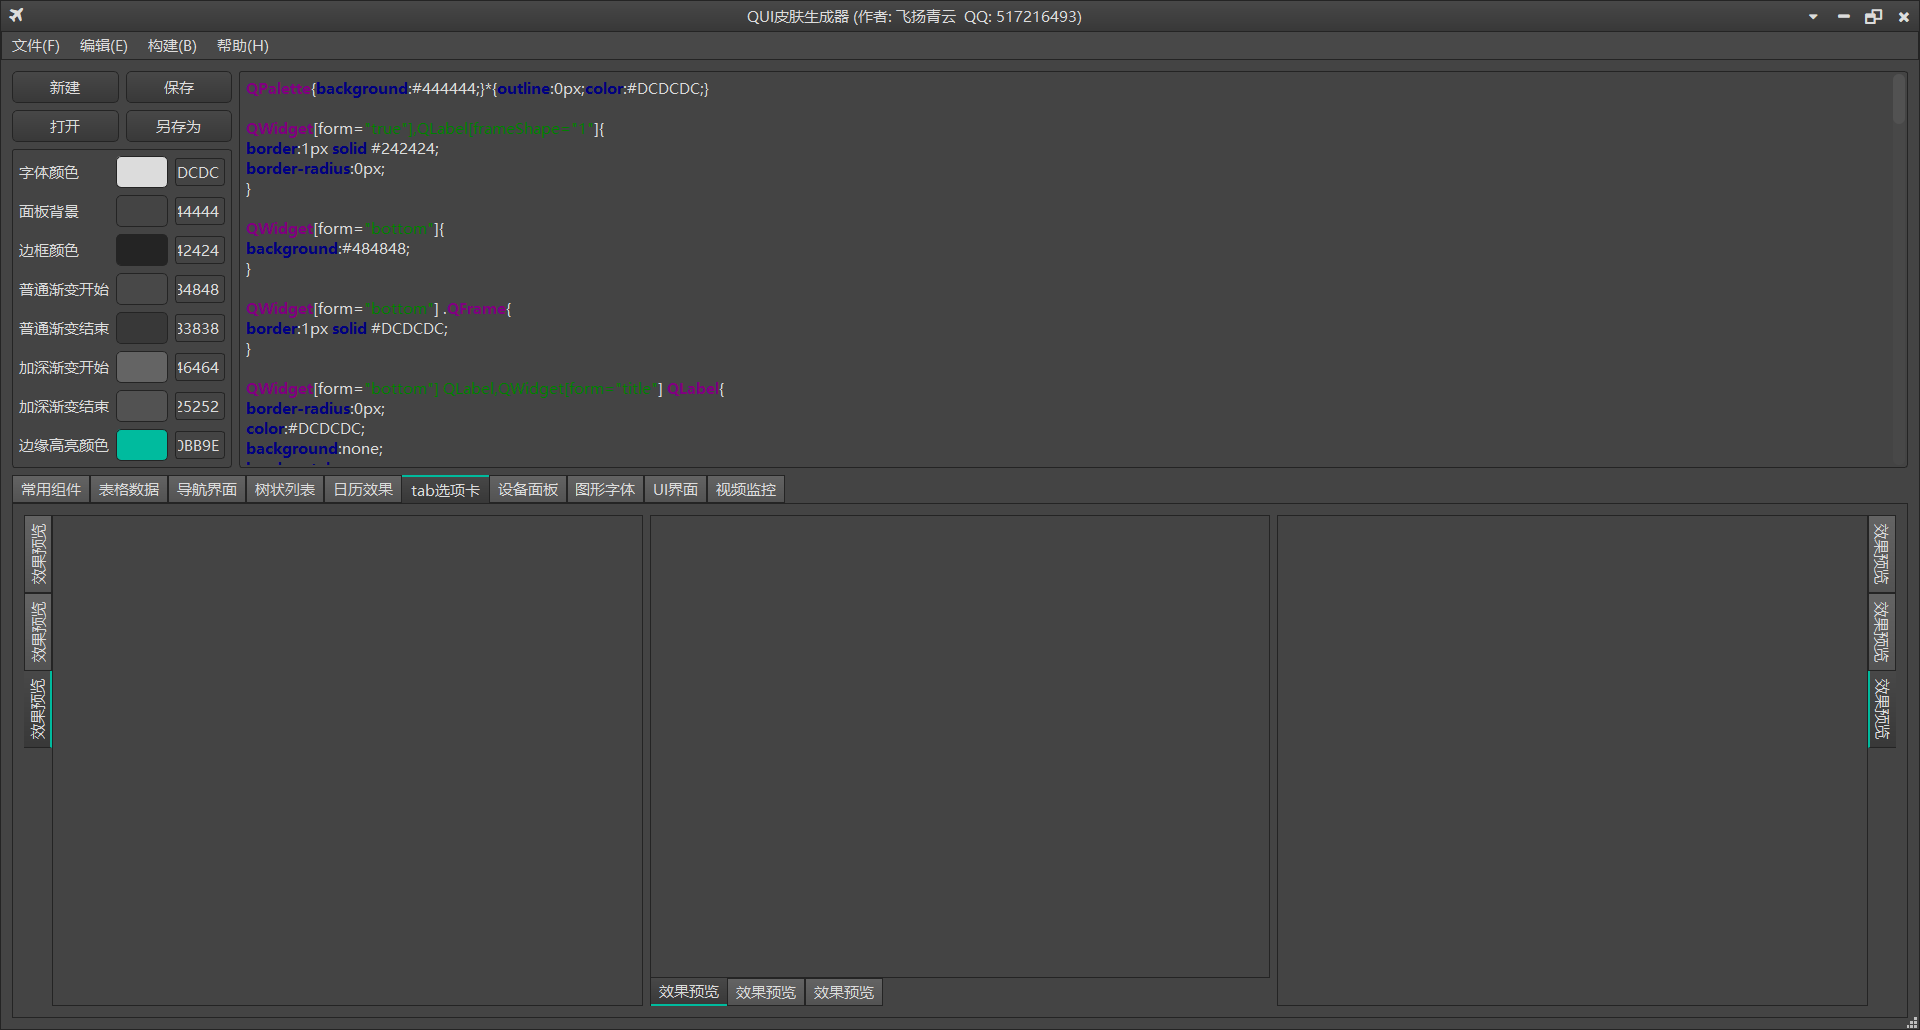 QUI皮肤生成器 (作者: 飞扬青云  QQ: 517216493)
文件(F) 编辑(E) 构建(B) 帮助(H)
新建 保存
打开 另存为
字体颜色 DCDC
面板背景 44444
边框颜色 42424
普通渐变开始 84848
普通渐变结束 83838
加深渐变开始 46464
加深渐变结束 25252
边缘高亮颜色 0BB9E
QPalette{background:#444444;}*{outline:0px;color:#DCDCDC;}
QWidget[form="true"],QLabel[frameShape="1"]{
border:1px solid #242424;
border-radius:0px;
}
QWidget[form="bottom"]{
background:#484848;
}
QWidget[form="bottom"] .QFrame{
border:1px solid #DCDCDC;
}
QWidget[form="bottom"] QLabel,QWidget[form="title"] QLabel{
border-radius:0px;
color:#DCDCDC;
background:none;
常用组件 表格数据 导航界面 树状列表 日历效果 tab选项卡 设备面板 图形字体 UI界面 视频监控
效果预览
效果预览
效果预览
效果预览 效果预览 效果预览
效果预览
效果预览
效果预览